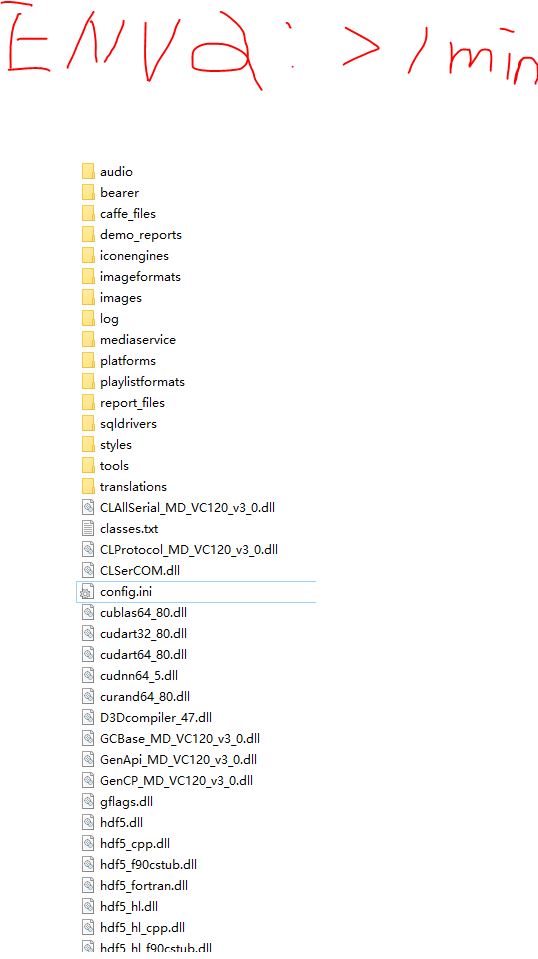 ENV2: > 1 min
audio
bearer
caffe_files
demo_reports
iconengines
imageformats
images
log
mediaservice
platforms
playlistformats
report_files
sqldrivers
styles
tools
translations
CLAllSerial_MD_VC120_v3_0.dll
classes.txt
CLProtocol_MD_VC120_v3_0.dll
CLSerCOM.dll
config.ini
cublas64_80.dll
cudart32_80.dll
cudart64_80.dll
cudnn64_5.dll
curand64_80.dll
D3Dcompiler_47.dll
GCBase_MD_VC120_v3_0.dll
GenApi_MD_VC120_v3_0.dll
GenCP_MD_VC120_v3_0.dll
gflags.dll
hdf5.dll
hdf5_cpp.dll
hdf5_f90cstub.dll
hdf5_fortran.dll
hdf5_hl.dll
hdf5_hl_cpp.dll
hdf5_hl_f90cstub.dll